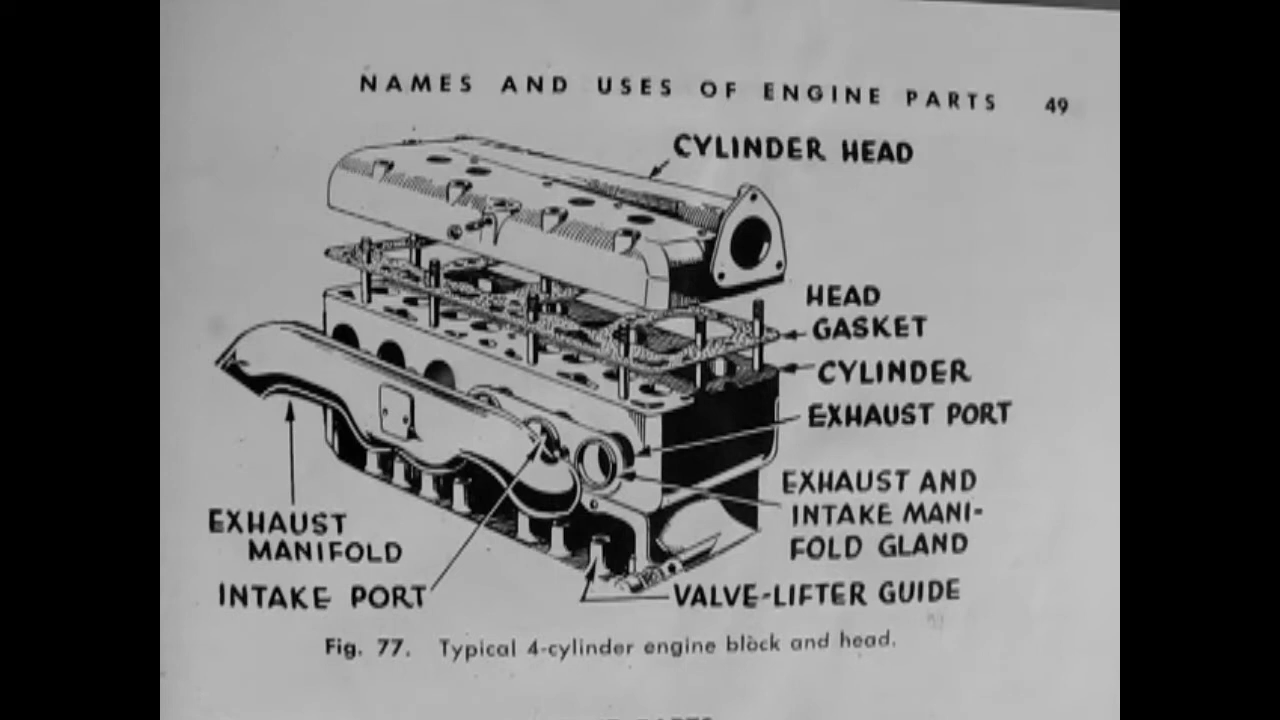 NAMES AND USES OF ENGINE PARTS 49
CYLINDER HEAD
HEAD
GASKET
CYLINDER
EXHAUST PORT
EXHAUST AND
INTAKE MANI-
FOLD GLAND
EXHAUST
MANIFOLD
INTAKE PORT
VALVE-LIFTER GUIDE
Fig. 77. Typical 4-cylinder engine block and head.